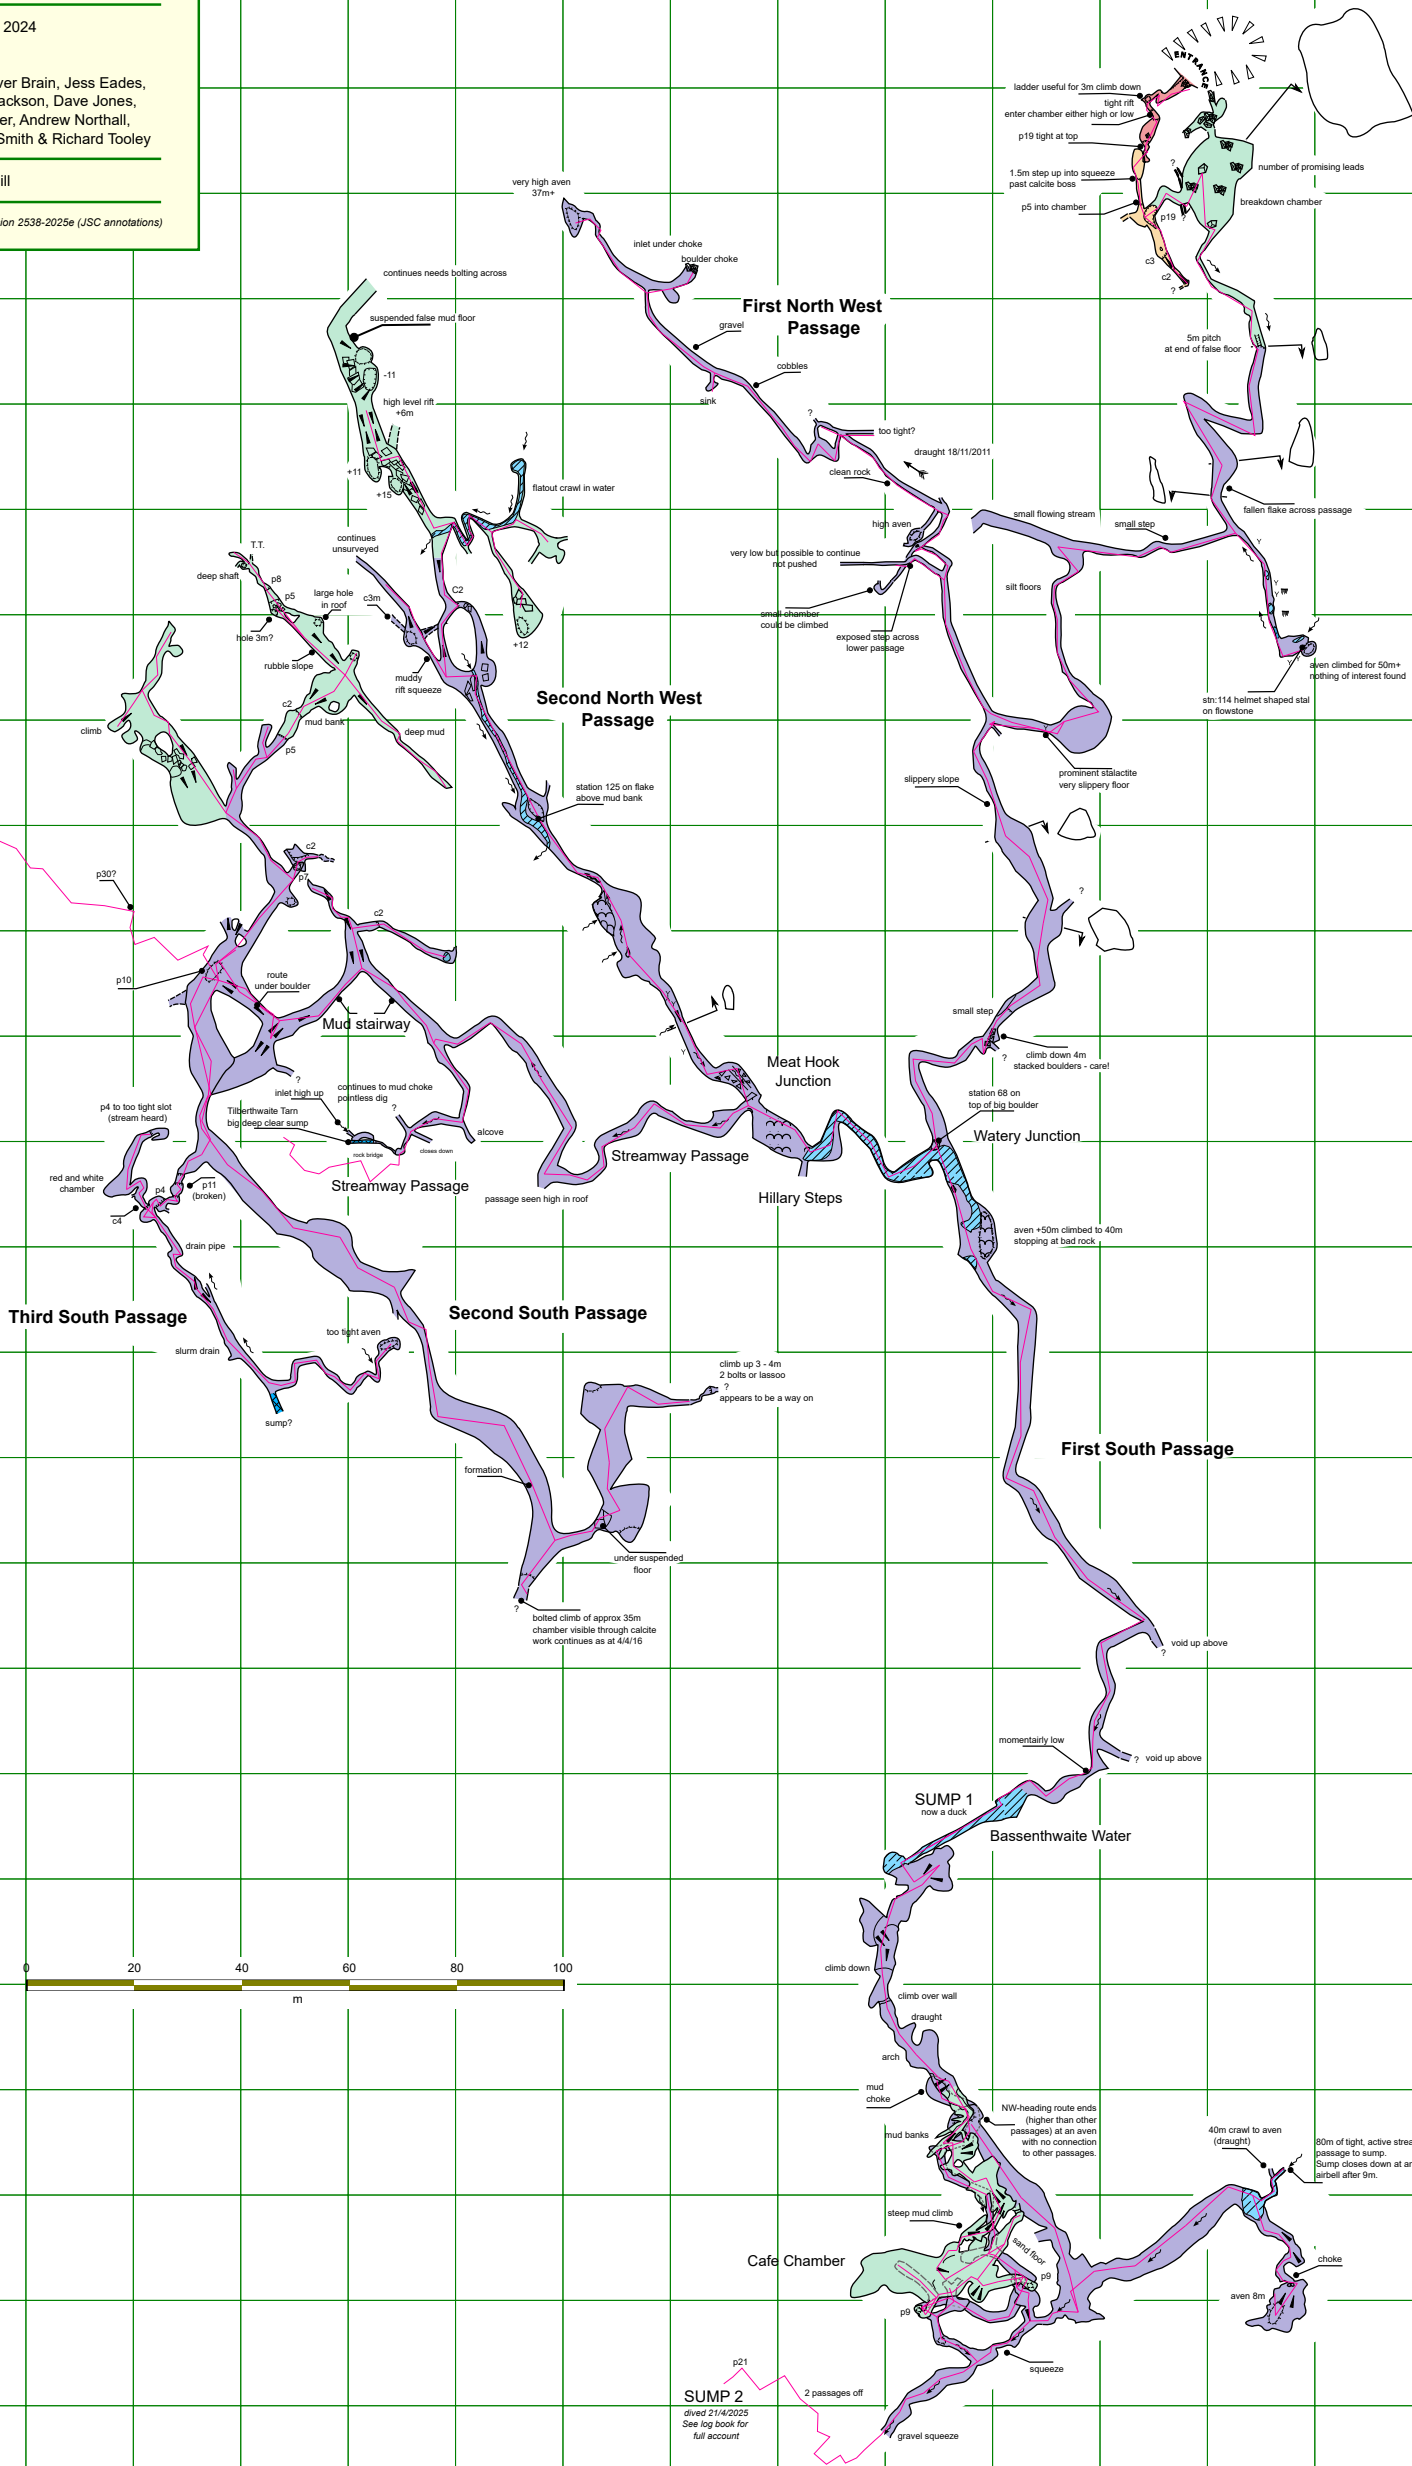 2024
ver Brain, Jess Eades,
ackson, Dave Jones,
er, Andrew Northall,
Smith & Richard Tooley
ill
ion 2538-2025e (JSC annotations)
ENTRANCE
ladder useful for 3m climb down
tight rift
enter chamber either high or low
p19 tight at top
1.5m step up into squeeze
past calcite boss
p5 into chamber
?
p19
?
c3
c2
?
number of promising leads
breakdown chamber
5m pitch
at end of false floor
very high aven
37m+
inlet under choke
boulder choke
First North West
Passage
gravel
cobbles
sink
?
too tight?
draught 18/11/2011
clean rock
high aven
very low but possible to continue
not pushed
small chamber
could be climbed
exposed step across
lower passage
small flowing stream
small step
silt floors
fallen flake across passage
Y
Y
Y
Y
Y
aven climbed for 50m+
nothing of interest found
stn:114 helmet shaped stal
on flowstone
prominent stalactite
very slippery floor
slippery slope
continues needs bolting across
suspended false mud floor
-11
high level rift
+6m
+11
+15
flatout crawl in water
continues
unsurveyed
C2
c3m
+12
muddy
rift squeeze
Second North West
Passage
T.T.
deep shaft
p8
p5
large hole
in roof
hole 3m?
rubble slope
c2
mud bank
p5
deep mud
climb
station 125 on flake
above mud bank
c2
p7
p30?
c2
p10
route
under boulder
Mud stairway
?
?
small step
?
climb down 4m
stacked boulders - care!
Y
Y
Y
Meat Hook
Junction
station 68 on
top of big boulder
Watery Junction
continues to mud choke
pointless dig
inlet high up
?
Tilberthwaite Tarn
big deep clear sump
rock bridge
closes down
alcove
p4 to too tight slot
(stream heard)
red and white
chamber
p4
p11
(broken)
c4
Streamway Passage
Streamway Passage
passage seen high in roof
Hillary Steps
drain pipe
aven +50m climbed to 40m
stopping at bad rock
Third South Passage
Second South Passage
too tight aven
slurm drain
sump?
climb up 3 - 4m
2 bolts or lassoo
?
appears to be a way on
First South Passage
formation
under suspended
floor
?
bolted climb of approx 35m
chamber visible through calcite
work continues as at 4/4/16
void up above
?
momentairly low
? void up above
SUMP 1
now a duck
Bassenthwaite Water
0 20 40 60 80 100
m
climb down
climb over wall
draught
arch
mud
choke
NW-heading route ends
(higher than other
passages) at an aven
with no connection
to other passages.
mud banks
40m crawl to aven
(draught)
80m of tight, active strea
passage to sump.
Sump closes down at ar
airbell after 9m.
steep mud climb
sand floor
Cafe Chamber
p9
p9
choke
aven 8m
squeeze
p21
SUMP 2
dived 21/4/2025
See log book for
full account
2 passages off
gravel squeeze